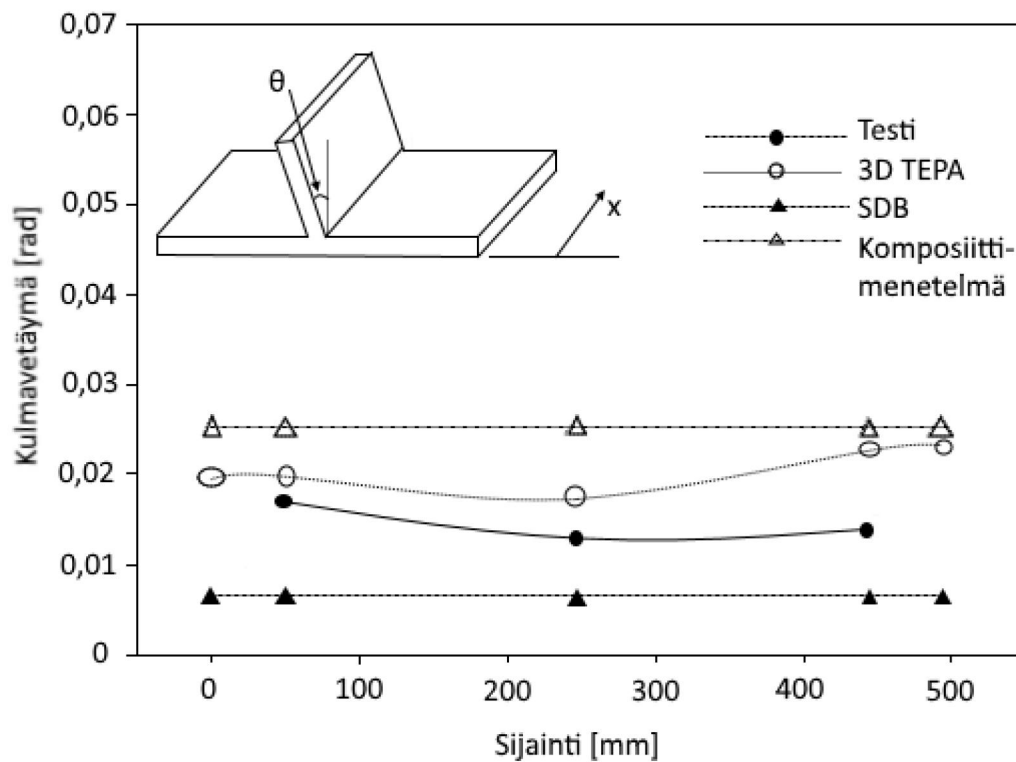 0,07
0,06
0,05
0,04
0,03
0,02
0,01
0
Kulmavetäymä [rad]
θ
x
Testi
3D TEPA
SDB
Komposiitti-
menetelmä
0 100 200 300 400 500
Sijainti [mm]